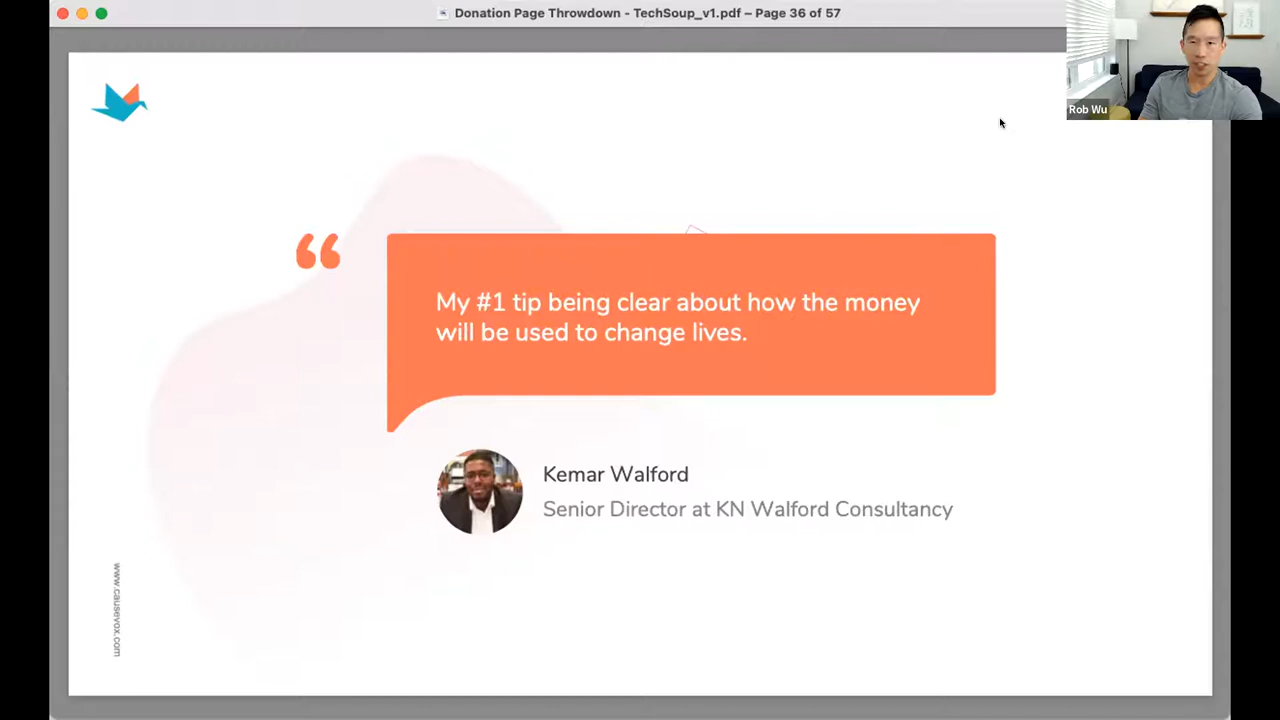 Donation Page Throwdown - TechSoup_v1.pdf – Page 36 of 57
Rob Wu
“
My #1 tip being clear about how the money
will be used to change lives.
Kemar Walford
Senior Director at KN Walford Consultancy
www.causevox.com